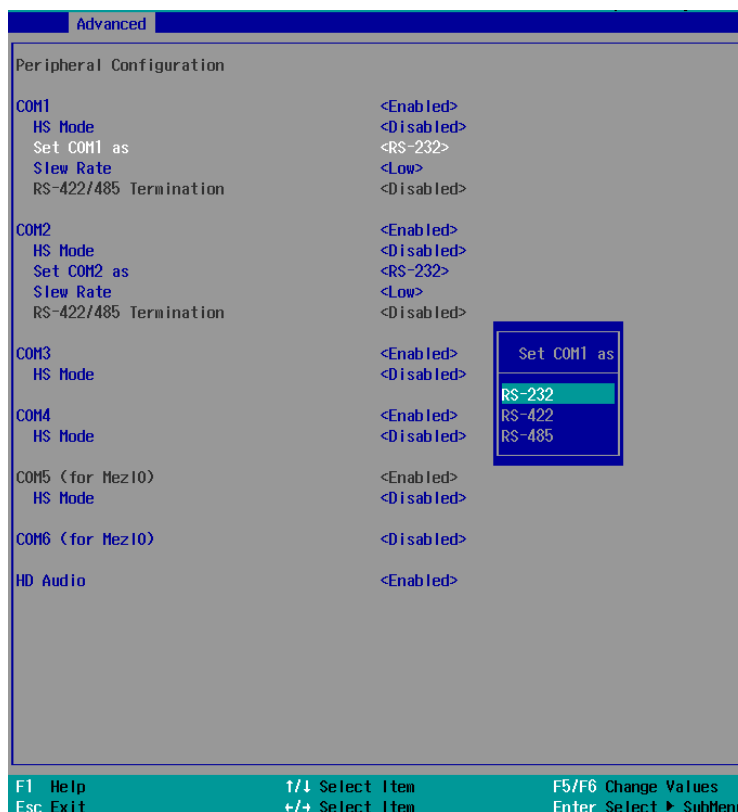 Advanced
Peripheral Configuration
COM1 <Enabled>
HS Mode <Disabled>
Set COM1 as <RS-232>
Slew Rate <Low>
RS-422/485 Termination <Disabled>
COM2 <Enabled>
HS Mode <Disabled>
Set COM2 as <RS-232>
Slew Rate <Low>
RS-422/485 Termination <Disabled>
COM3 <Enabled>
HS Mode <Disabled>
COM4 <Enabled>
HS Mode <Disabled>
COM5 (for MezIO) <Enabled>
HS Mode <Disabled>
COM6 (for MezIO) <Disabled>
HD Audio <Enabled>
Set COM1 as
RS-232
RS-422
RS-485
F1 Help ↑/↓ Select Item F5/F6 Change Values
Esc Exit ←/→ Select Item Enter Select ▶ SubMenu